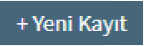 + Yeni Kayıt